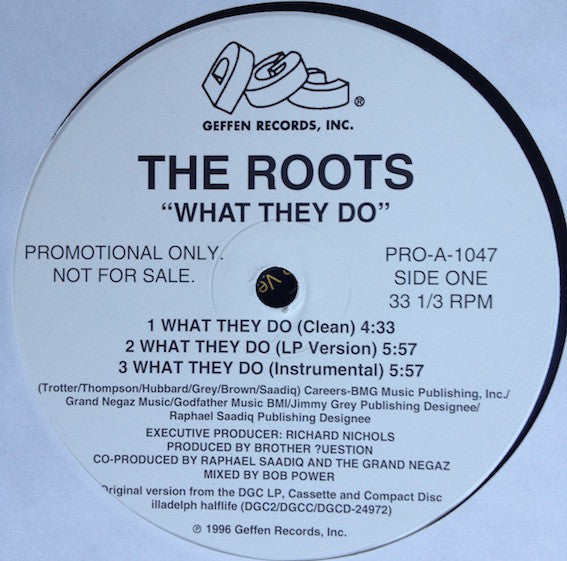 DGC
®
GEFFEN RECORDS, INC.
THE ROOTS
“WHAT THEY DO”
PROMOTIONAL ONLY.
NOT FOR SALE.
PRO-A-1047
SIDE ONE
33 1/3 RPM
1 WHAT THEY DO (Clean) 4:33
2 WHAT THEY DO (LP Version) 5:57
3 WHAT THEY DO (Instrumental) 5:57
(Trotter/Thompson/Hubbard/Grey/Brown/Saadiq) Careers-BMG Music Publishing, Inc./
Grand Negaz Music/Godfather Music BMI/Jimmy Grey Publishing Designee/
Raphael Saadiq Publishing Designee
EXECUTIVE PRODUCER: RICHARD NICHOLS
PRODUCED BY BROTHER ?UESTION
CO-PRODUCED BY RAPHAEL SAADIQ AND THE GRAND NEGAZ
MIXED BY BOB POWER
Original version from the DGC LP, Cassette and Compact Disc
illadelph halflife (DGC2/DGCC/DGCD-24972)
℗ 1996 Geffen Records, Inc.